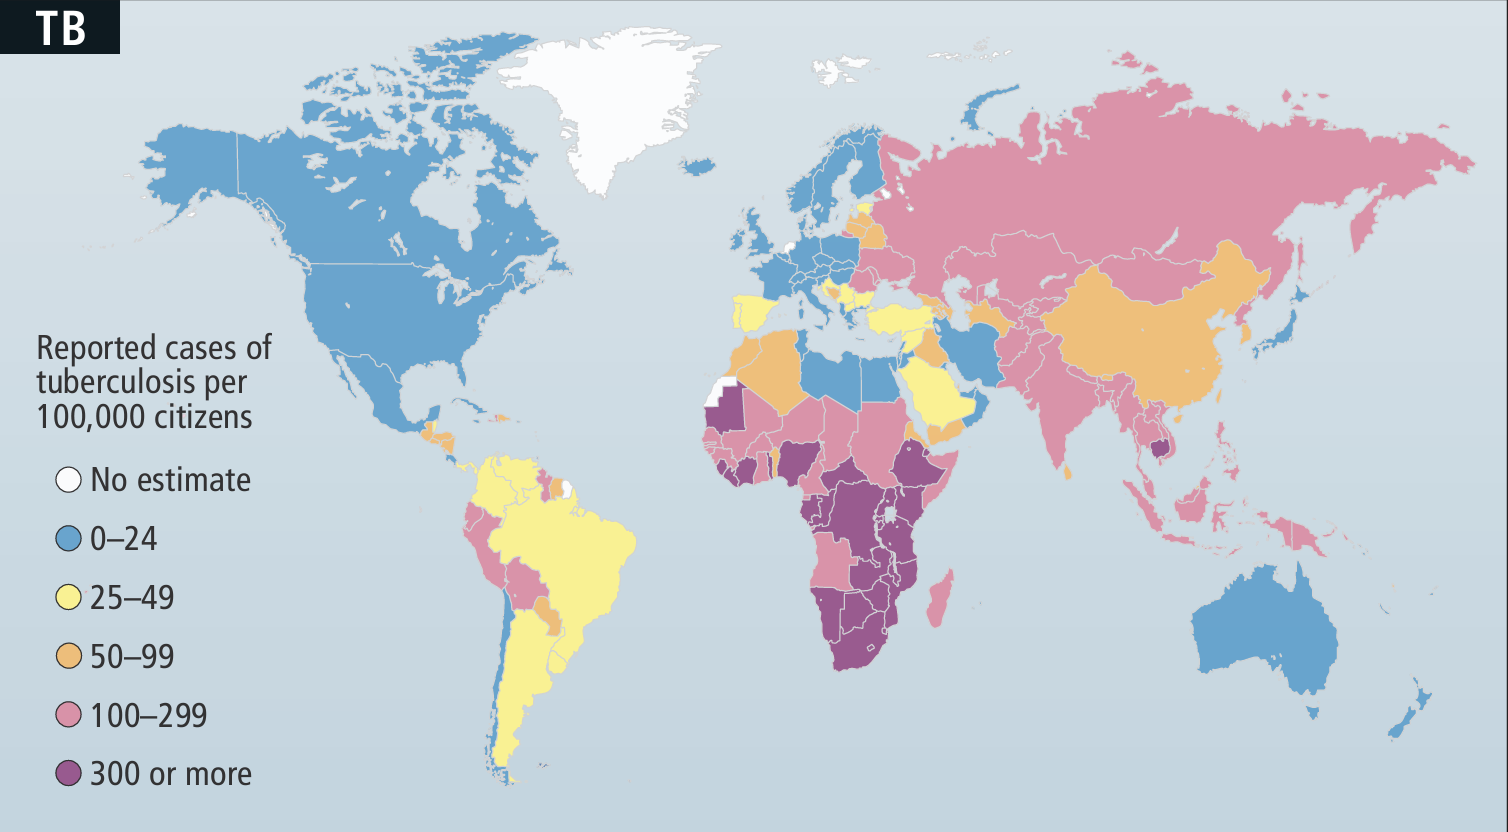 TB
Reported cases of
tuberculosis per
100,000 citizens
No estimate
0–24
25–49
50–99
100–299
300 or more